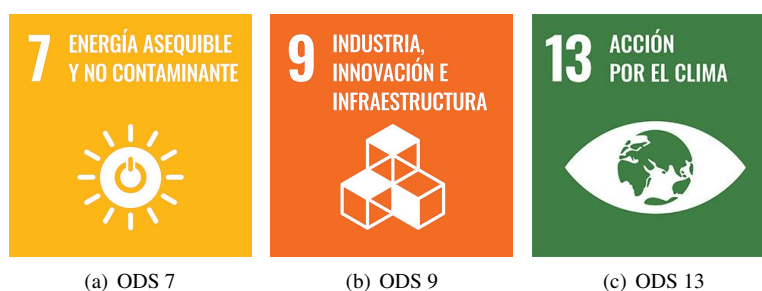 7 ENERGÍA ASEQUIBLE
Y NO CONTAMINANTE
9 INDUSTRIA,
INNOVACIÓN E
INFRAESTRUCTURA
13 ACCIÓN
POR EL CLIMA
(a) ODS 7
(b) ODS 9
(c) ODS 13